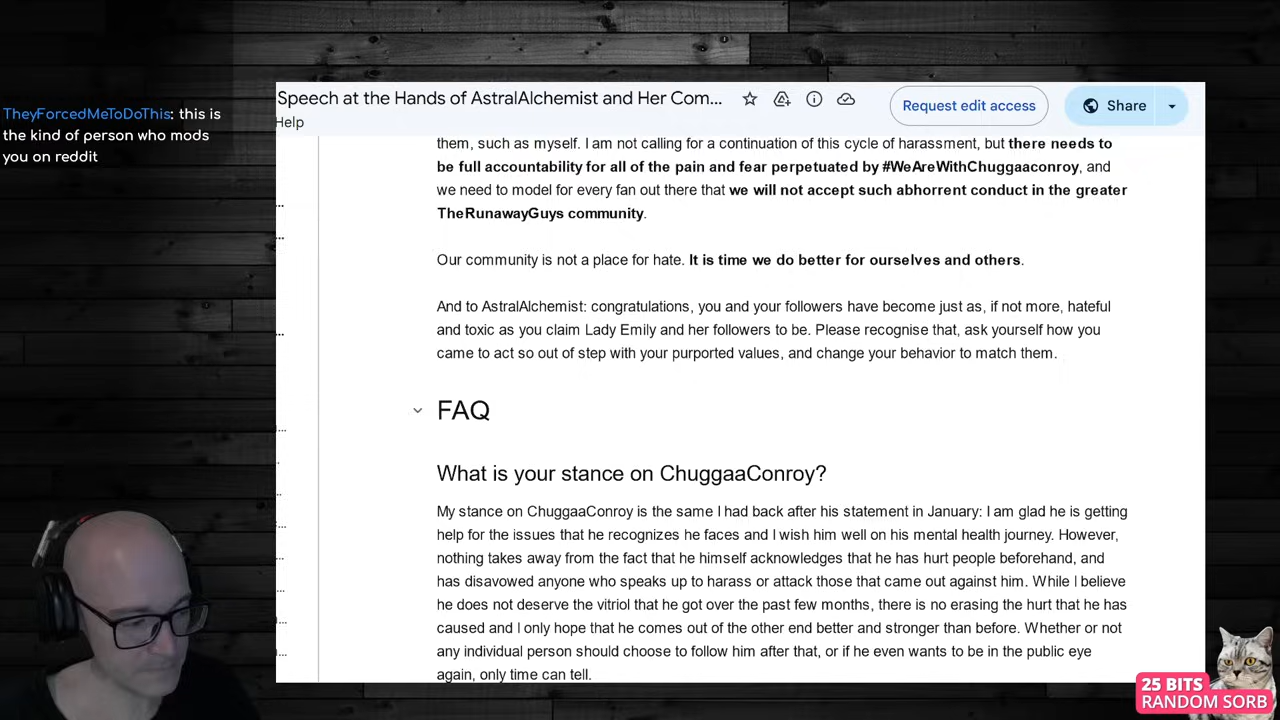 TheyForcedMeToDoThis: this is
the kind of person who mods
you on reddit
Speech at the Hands of AstralAlchemist and Her Com...
Help
Request edit access
Share
them, such as myself. I am not calling for a continuation of this cycle of harassment, but there needs to
be full accountability for all of the pain and fear perpetuated by #WeAreWithChuggaaconroy, and
we need to model for every fan out there that we will not accept such abhorrent conduct in the greater
TheRunawayGuys community.
Our community is not a place for hate. It is time we do better for ourselves and others.
And to AstralAlchemist: congratulations, you and your followers have become just as, if not more, hateful
and toxic as you claim Lady Emily and her followers to be. Please recognise that, ask yourself how you
came to act so out of step with your purported values, and change your behavior to match them.
FAQ
What is your stance on ChuggaaConroy?
My stance on ChuggaaConroy is the same I had back after his statement in January: I am glad he is getting
help for the issues that he recognizes he faces and I wish him well on his mental health journey. However,
nothing takes away from the fact that he himself acknowledges that he has hurt people beforehand, and
has disavowed anyone who speaks up to harass or attack those that came out against him. While I believe
he does not deserve the vitriol that he got over the past few months, there is no erasing the hurt that he has
caused and I only hope that he comes out of the other end better and stronger than before. Whether or not
any individual person should choose to follow him after that, or if he even wants to be in the public eye
again, only time can tell.
25 BITS
RANDOM SORB